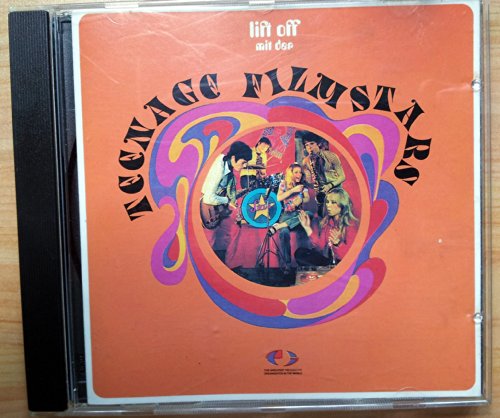 lift off
mit der
TEENAGE FILMSTARS